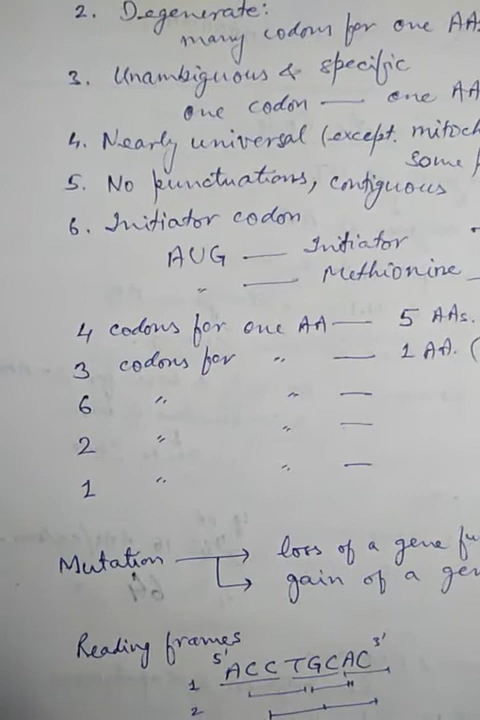 2. Degenerate:
many codons for one AA
3. Unambiguous & specific
one codon — one AA
4. Nearly universal (except. mitoch
some
5. No punctuations, contiguous
6. Initiator codon
AUG — Initiator
" — Methionine —
4 codons for one AA — 5 AAs.
3 codons for " — 1 AA. (
6 " " —
2 " " —
1 " " —
Mutation → loss of a gene fu
→ gain of a gen
Reading frames
5' ACCTGCAC 3'
1
2